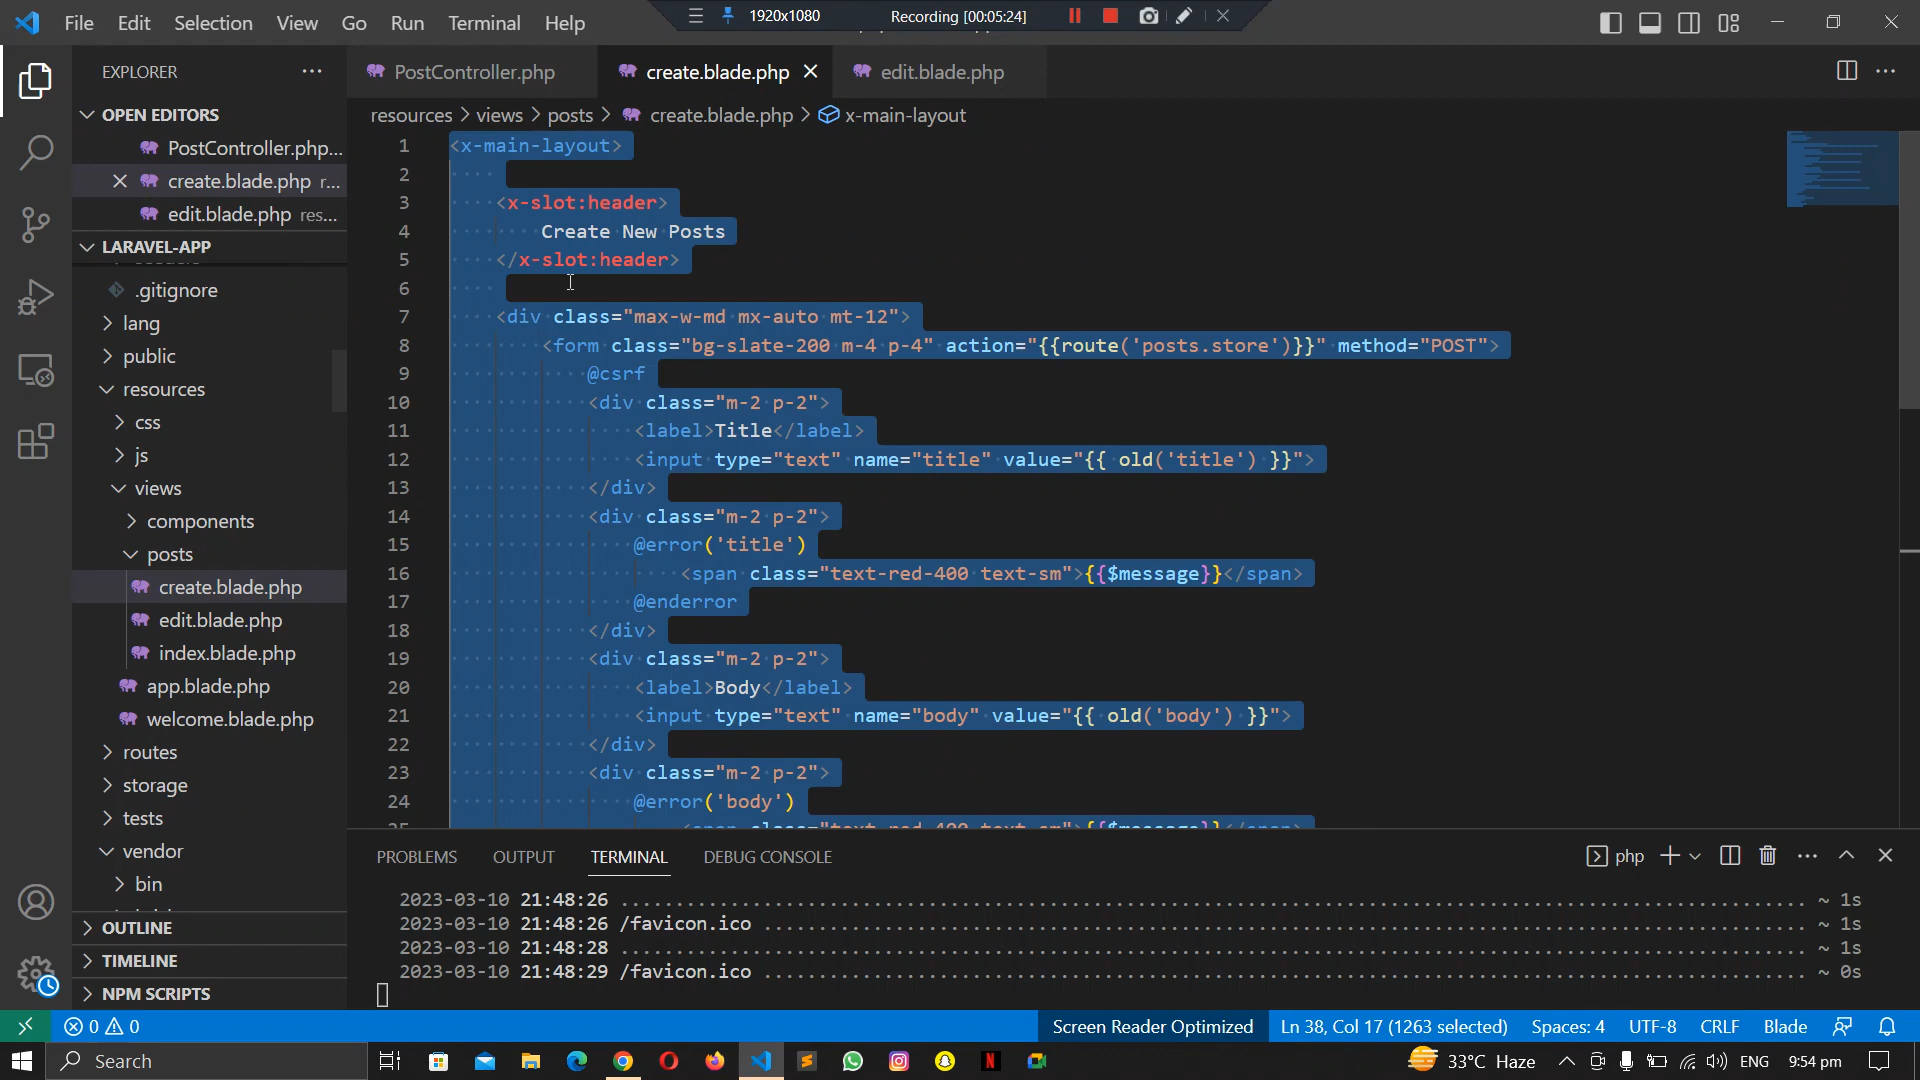 File Edit Selection View Go Run Terminal Help
1920x1080 Recording [00:05:24]
EXPLORER
PostController.php create.blade.php edit.blade.php
OPEN EDITORS
resources > views > posts > create.blade.php > x-main-layout
PostController.php...
create.blade.php r...
edit.blade.php res...
LARAVEL-APP
.gitignore
lang
public
resources
css
js
views
components
posts
create.blade.php
edit.blade.php
index.blade.php
app.blade.php
welcome.blade.php
routes
storage
tests
vendor
bin
OUTLINE
TIMELINE
NPM SCRIPTS
1 <x-main-layout>
2
3 <x-slot:header>
4 Create New Posts
5 </x-slot:header>
6
7 <div class="max-w-md mx-auto mt-12">
8 <form class="bg-slate-200 m-4 p-4" action="{{route('posts.store')}}" method="POST">
9 @csrf
10 <div class="m-2 p-2">
11 <label>Title</label>
12 <input type="text" name="title" value="{{ old('title') }}">
13 </div>
14 <div class="m-2 p-2">
15 @error('title')
16 <span class="text-red-400 text-sm">{{$message}}</span>
17 @enderror
18 </div>
19 <div class="m-2 p-2">
20 <label>Body</label>
21 <input type="text" name="body" value="{{ old('body') }}">
22 </div>
23 <div class="m-2 p-2">
24 @error('body')
25 <span class="text-red-400 text-sm">{{$message}}</span>
PROBLEMS OUTPUT TERMINAL DEBUG CONSOLE
php
2023-03-10 21:48:26 ~ 1s
2023-03-10 21:48:26 /favicon.ico ~ 1s
2023-03-10 21:48:28 ~ 1s
2023-03-10 21:48:29 /favicon.ico ~ 0s
0 0
Screen Reader Optimized Ln 38, Col 17 (1263 selected) Spaces: 4 UTF-8 CRLF Blade
Search
33°C Haze ENG 9:54 pm